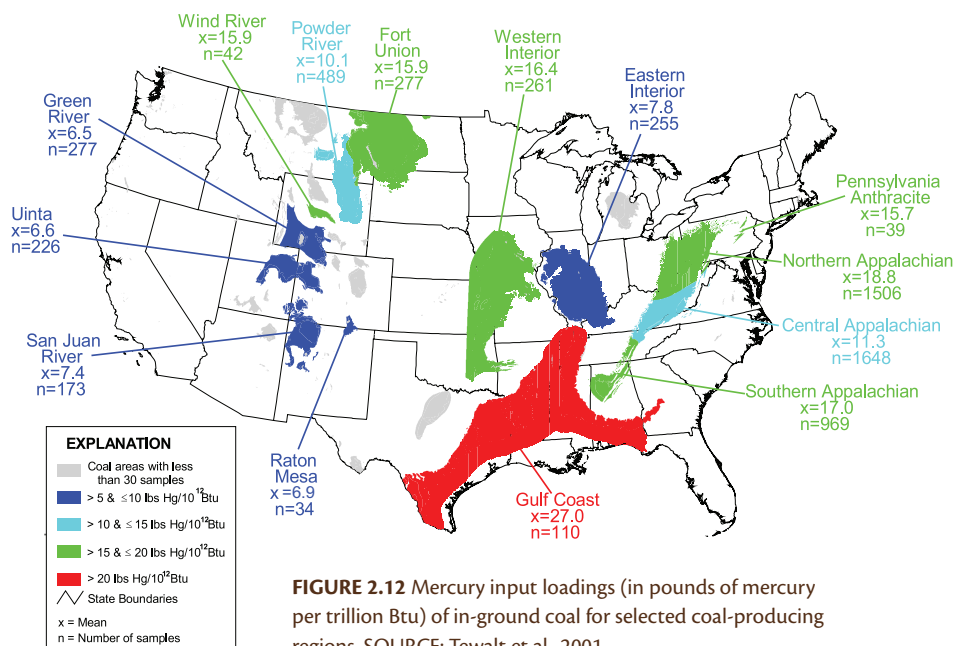 Wind River
x=15.9
n=42
Powder
River
x=10.1
n=489
Fort
Union
x=15.9
n=277
Western
Interior
x=16.4
n=261
Eastern
Interior
x=7.8
n=255
Green
River
x=6.5
n=277
Uinta
x=6.6
n=226
San Juan
River
x=7.4
n=173
Raton
Mesa
x=6.9
n=34
Gulf Coast
x=27.0
n=110
Pennsylvania
Anthracite
x=15.7
n=39
Northern Appalachian
x=18.8
n=1506
Central Appalachian
x=11.3
n=1648
Southern Appalachian
x=17.0
n=969
EXPLANATION
Coal areas with less
than 30 samples
> 5 & ≤10 lbs Hg/10¹²Btu
> 10 & ≤ 15 lbs Hg/10¹²Btu
> 15 & ≤ 20 lbs Hg/10¹²Btu
> 20 lbs Hg/10¹²Btu
State Boundaries
x = Mean
n = Number of samples
FIGURE 2.12 Mercury input loadings (in pounds of mercury
per trillion Btu) of in-ground coal for selected coal-producing
regions. SOURCE: Tewalt et al., 2001